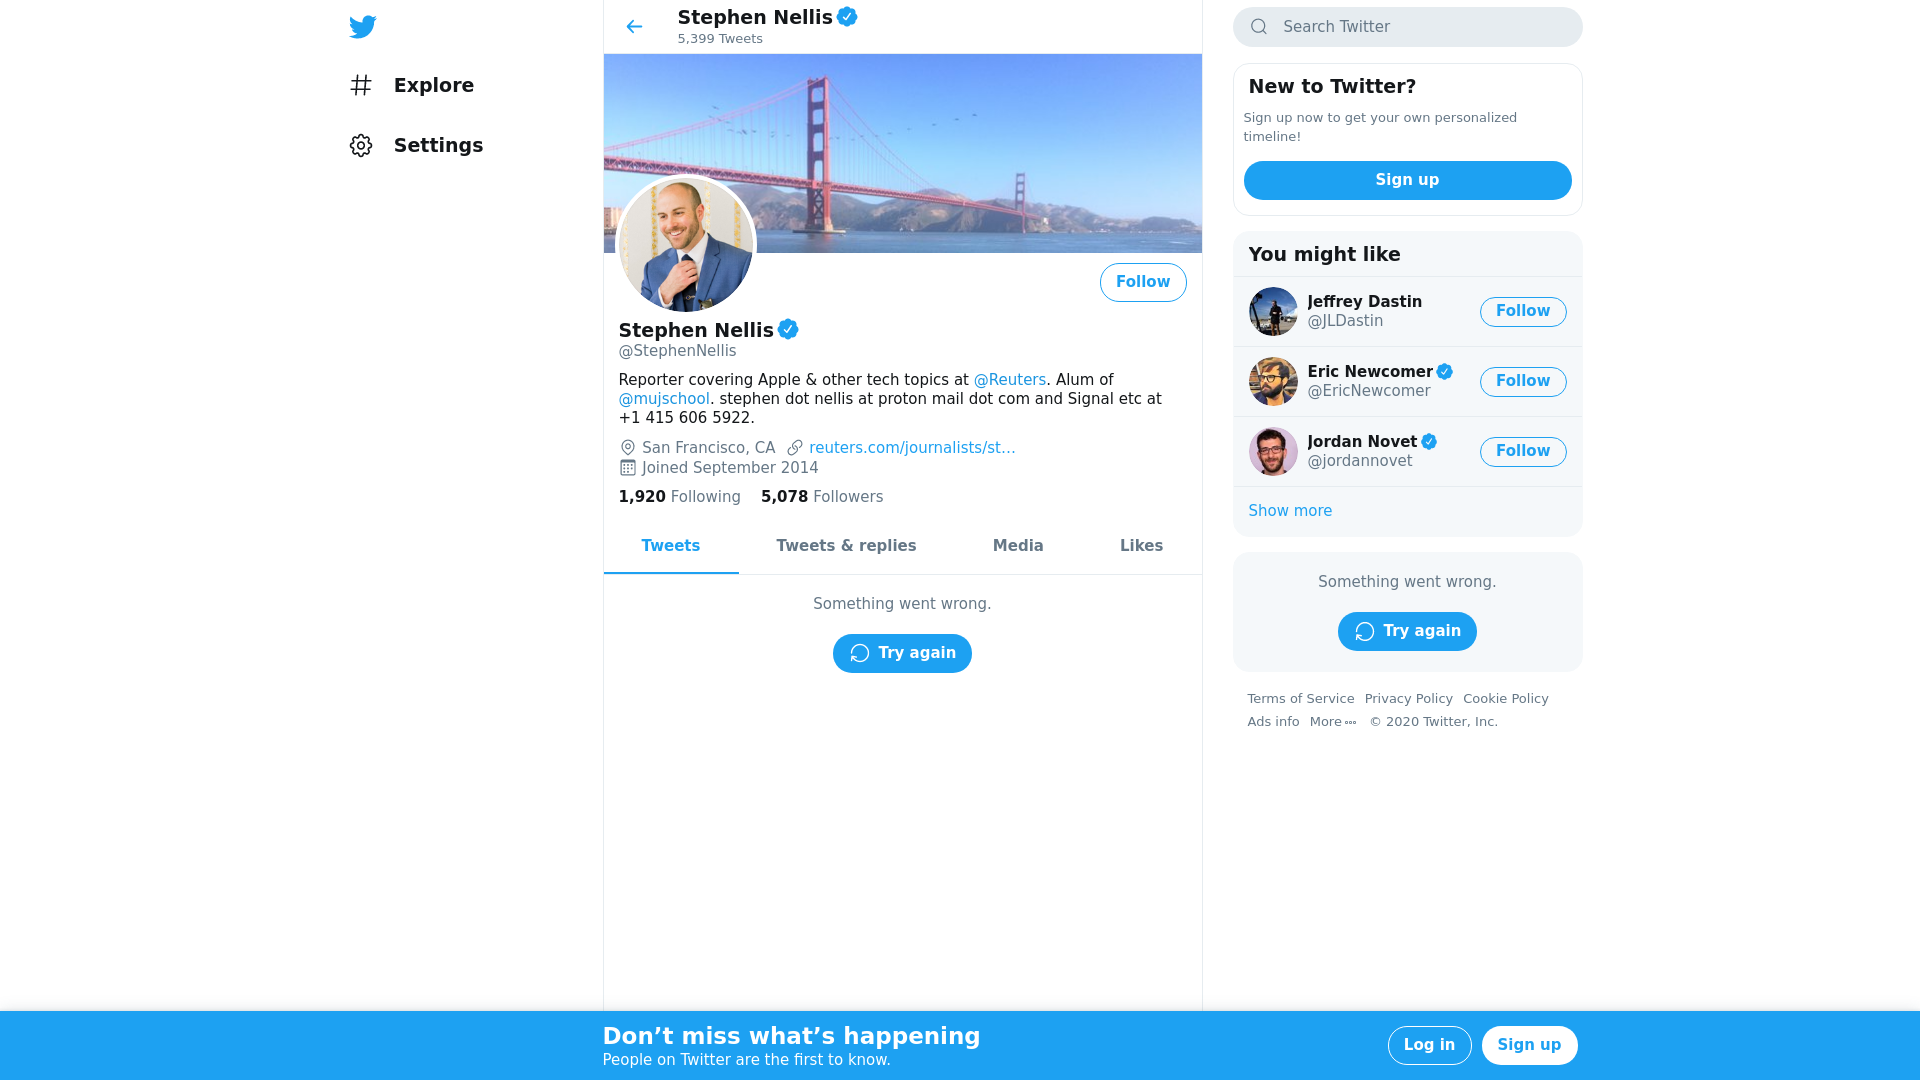 Explore
Settings
Stephen Nellis
5,399 Tweets
Follow
Stephen Nellis
@StephenNellis
Reporter covering Apple & other tech topics at @Reuters. Alum of
@mujschool. stephen dot nellis at proton mail dot com and Signal etc at
+1 415 606 5922.
San Francisco, CA reuters.com/journalists/st…
Joined September 2014
1,920 Following 5,078 Followers
Tweets Tweets & replies Media Likes
Something went wrong.
Try again
Search Twitter
New to Twitter?
Sign up now to get your own personalized
timeline!
Sign up
You might like
Jeffrey Dastin
@JLDastin
Follow
Eric Newcomer
@EricNewcomer
Follow
Jordan Novet
@jordannovet
Follow
Show more
Something went wrong.
Try again
Terms of Service Privacy Policy Cookie Policy
Ads info More © 2020 Twitter, Inc.
Don’t miss what’s happening
People on Twitter are the first to know.
Log in Sign up